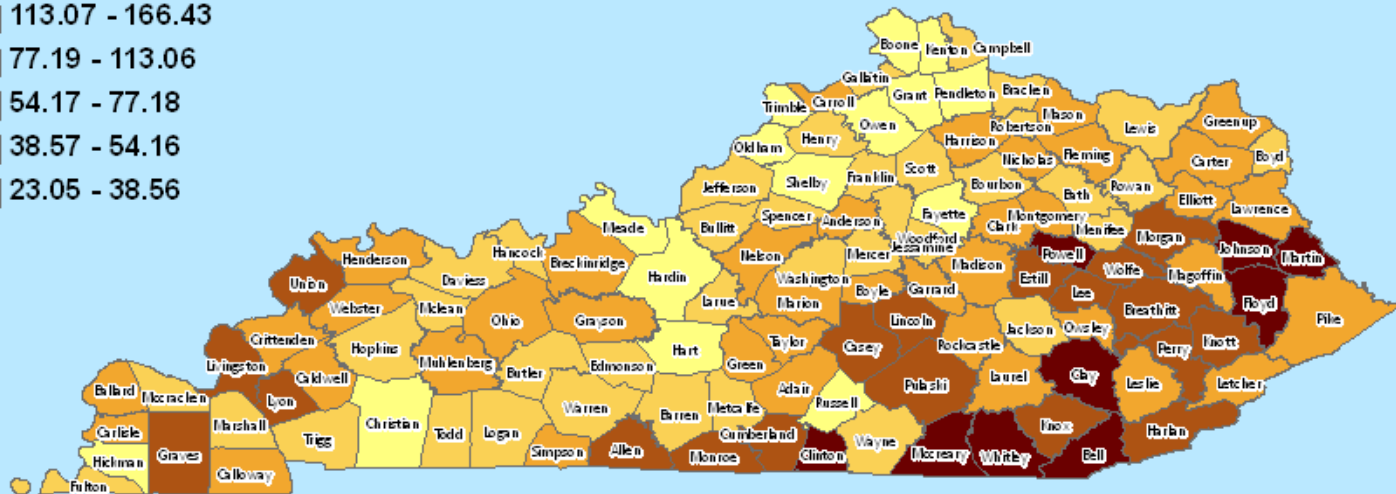 113.07 - 166.43
77.19 - 113.06
54.17 - 77.18
38.57 - 54.16
23.05 - 38.56
Boone
Kenton
Campbell
Gallatin
Grant
Pendleton
Bracken
Trimble
Carroll
Owen
Mason
Robertson
Lewis
Greenup
Oldham
Henry
Harrison
Nicholas
Fleming
Carter
Boyd
Jefferson
Shelby
Franklin
Scott
Bourbon
Bath
Rowan
Elliott
Lawrence
Meade
Bullitt
Spencer
Anderson
Fayette
Woodford
Jessamine
Clark
Montgomery
Menifee
Morgan
Johnson
Martin
Henderson
Hancock
Breckinridge
Hardin
Nelson
Mercer
Madison
Powell
Estill
Wolfe
Magoffin
Union
Daviess
Washington
Larue
Marion
Boyle
Garrard
Lee
Breathitt
Floyd
Pike
Webster
Mclean
Ohio
Grayson
Crittenden
Hopkins
Muhlenberg
Butler
Edmonson
Hart
Green
Taylor
Casey
Lincoln
Rockcastle
Jackson
Owsley
Perry
Knott
Livingston
Caldwell
Lyon
Adair
Russell
Pulaski
Laurel
Clay
Leslie
Letcher
Ballard
Mccracken
Marshall
Trigg
Christian
Todd
Logan
Warren
Barren
Metcalfe
Cumberland
Wayne
Knox
Harlan
Carlisle
Hickman
Graves
Calloway
Fulton
Simpson
Allen
Monroe
Clinton
Mccreary
Whitley
Bell